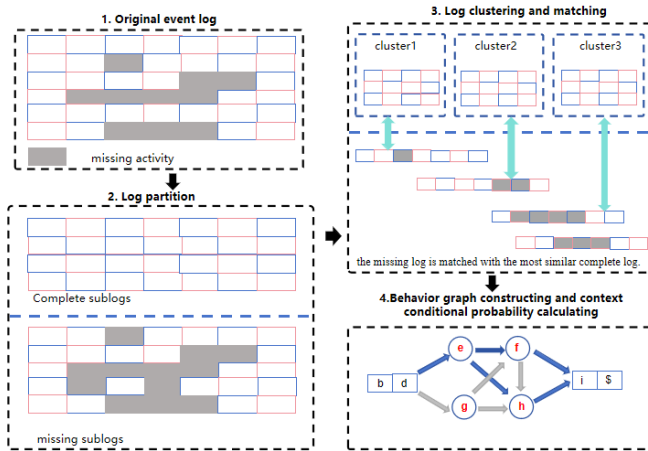 1. Original event log
missing activity
2. Log partition
Complete sublogs
missing sublogs
3. Log clustering and matching
cluster1
cluster2
cluster3
the missing log is matched with the most similar complete log.
4.Behavior graph constructing and context
conditional probability calculating
b
d
e
f
g
h
i
$